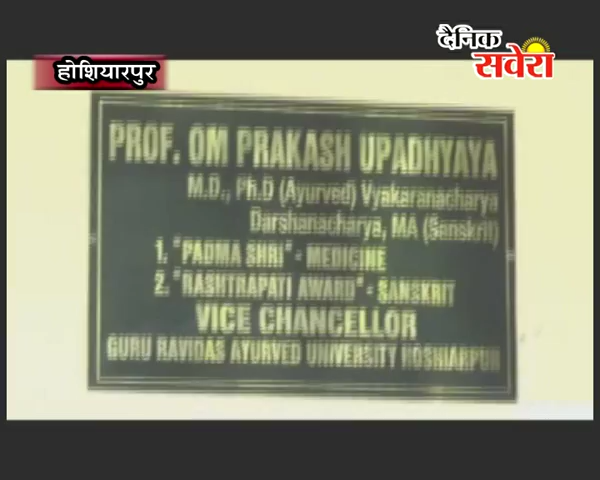 दैनिक
सवेरा
होशियारपुर
PROF. OM PRAKASH UPADHYAYA
M.D., Ph.D (Ayurved) Vyakaranacharya
Darshanacharya, MA (Sanskrit)
1. "PADMA SHRI" - MEDICINE
2. "RASHTRAPATI AWARD" - SANSKRIT
VICE CHANCELLOR
GURU RAVIDAS AYURVED UNIVERSITY HOSHIARPUR